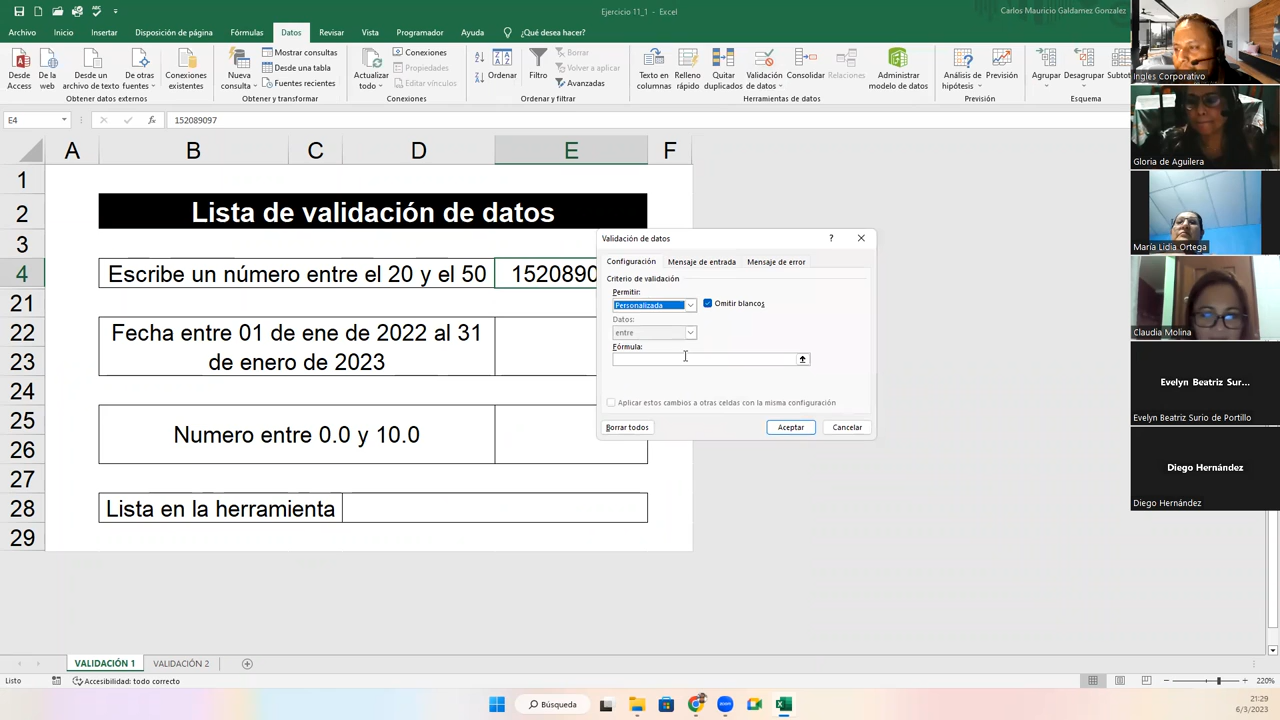 Ejercicio 11_1 - Excel
Carlos Mauricio Galdamez Gonzalez
Archivo Inicio Insertar Disposición de página Fórmulas Datos Revisar Vista Programador Ayuda ¿Qué desea hacer?
Desde Access
De la web
Desde un archivo de texto
De otras fuentes
Conexiones existentes
Obtener datos externos
Nueva consulta
Mostrar consultas
Desde una tabla
Fuentes recientes
Obtener y transformar
Actualizar todo
Conexiones
Propiedades
Editar vínculos
Conexiones
Ordenar
Filtro
Borrar
Volver a aplicar
Avanzadas
Ordenar y filtrar
Texto en columnas
Relleno rápido
Quitar duplicados
Validación de datos
Consolidar
Relaciones
Administrar modelo de datos
Herramientas de datos
Análisis de hipótesis
Previsión
Previsión
Agrupar
Desagrupar
Subtot
Esquema
E4
fx
152089097
A B C D E F
1
2 Lista de validación de datos
3
4 Escribe un número entre el 20 y el 50 1520890
21
22 Fecha entre 01 de ene de 2022 al 31
23 de enero de 2023
24
25
Numero entre 0.0 y 10.0
26
27
28 Lista en la herramienta
29
Validación de datos
?
Configuración Mensaje de entrada Mensaje de error
Criterio de validación
Permitir:
Personalizada
Omitir blancos
Datos:
entre
Fórmula:
Aplicar estos cambios a otras celdas con la misma configuración
Borrar todos Aceptar Cancelar
Ingles Corporativo
Gloria de Aguilera
María Lidia Ortega
Claudia Molina
Evelyn Beatriz Sur...
Evelyn Beatriz Surio de Portillo
Diego Hernández
Diego Hernández
VALIDACIÓN 1 VALIDACIÓN 2
Listo
Accesibilidad: todo correcto
220%
Búsqueda
21:29
6/3/2023